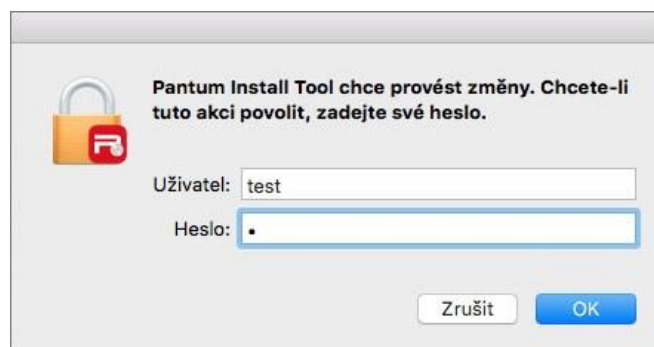 Pantum Install Tool chce provést změny. Chcete-li
tuto akci povolit, zadejte své heslo.
Uživatel: test
Heslo: •
Zrušit OK